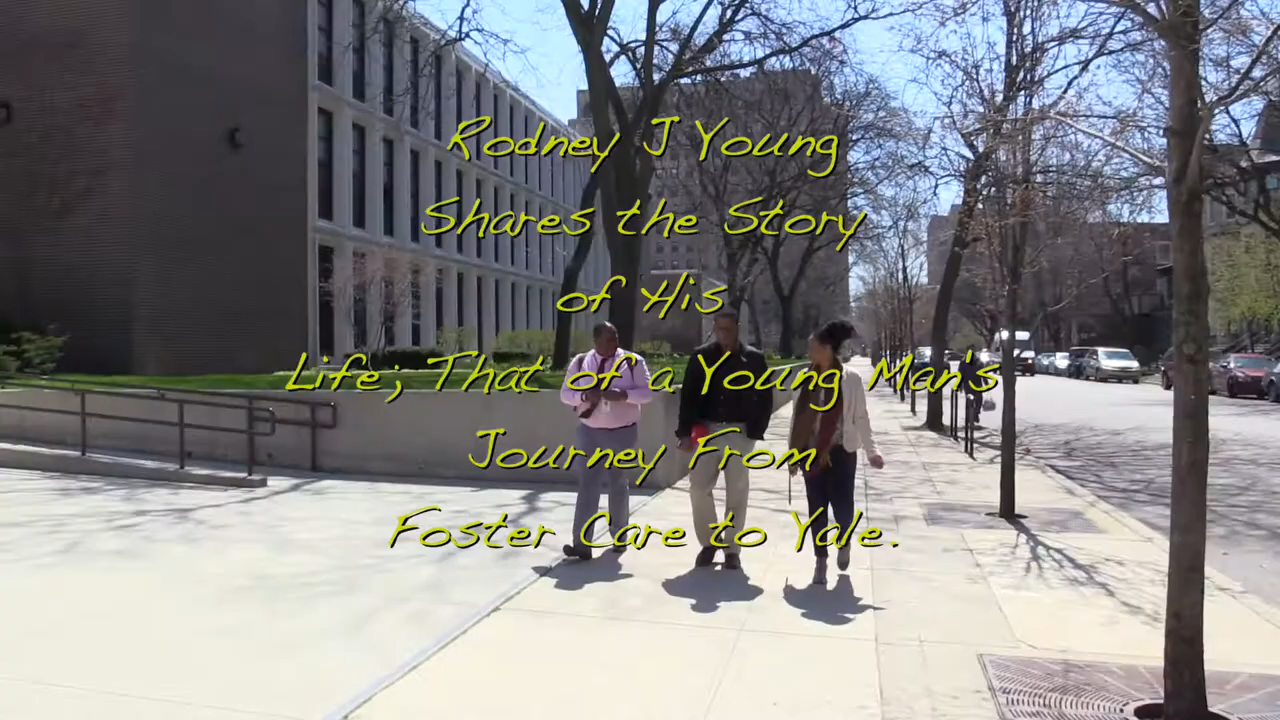 Rodney J Young
Shares the Story
of His
Life; That of a Young Man's
Journey From
Foster Care to Yale.